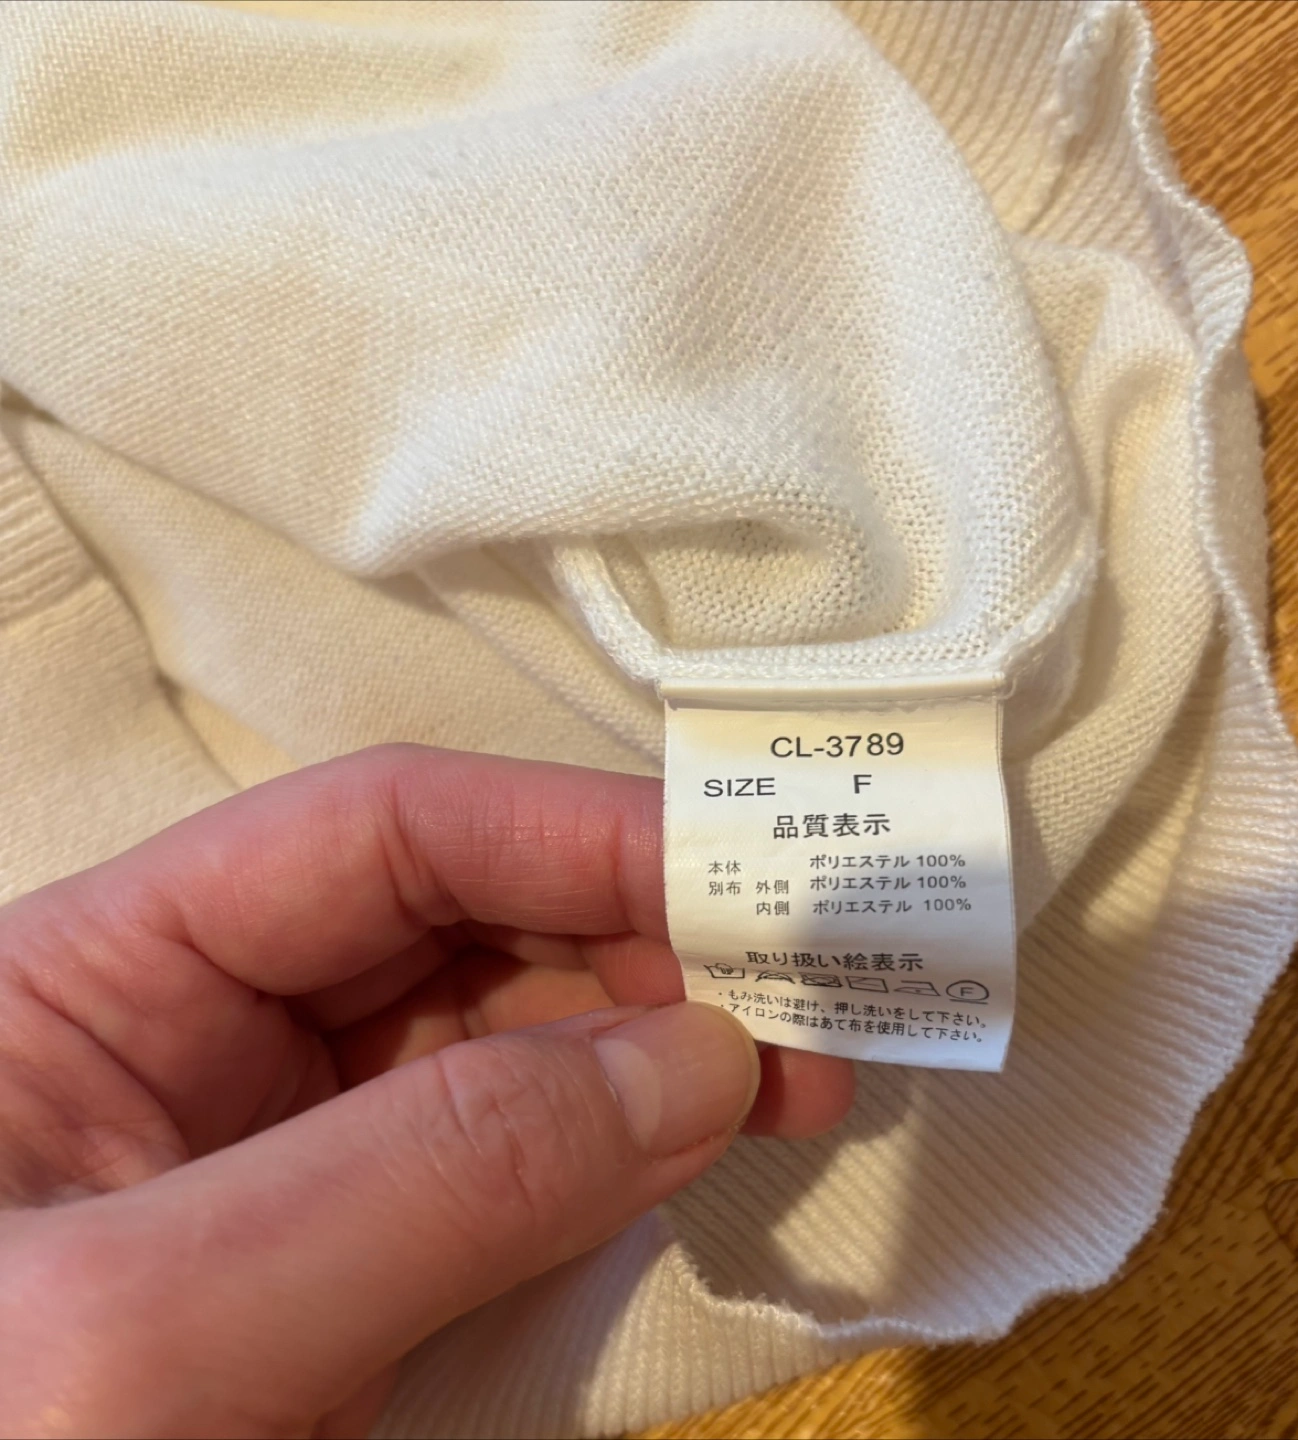 CL-3789
SIZE F
品質表示
本体 ポリエステル 100%
別布 外側 ポリエステル 100%
内側 ポリエステル 100%
取り扱い絵表示
F
・もみ洗いは避け、押し洗いをして下さい。
・アイロンの際はあて布を使用して下さい。